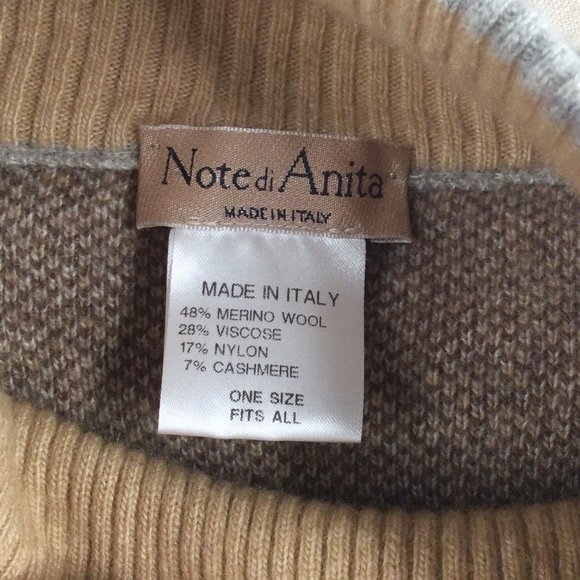 Note di Anita
MADE IN ITALY
MADE IN ITALY
48% MERINO WOOL
28% VISCOSE
17% NYLON
7% CASHMERE
ONE SIZE
FITS ALL